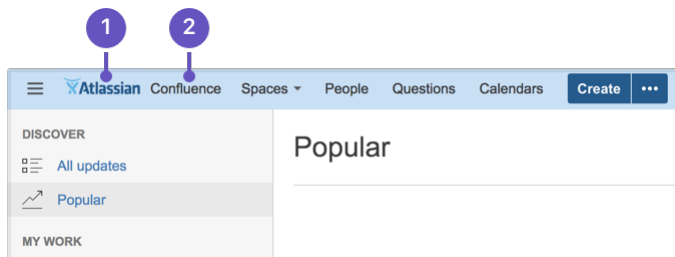 1 2
Atlassian Confluence Spaces People Questions Calendars Create
DISCOVER
All updates
Popular
MY WORK
Popular